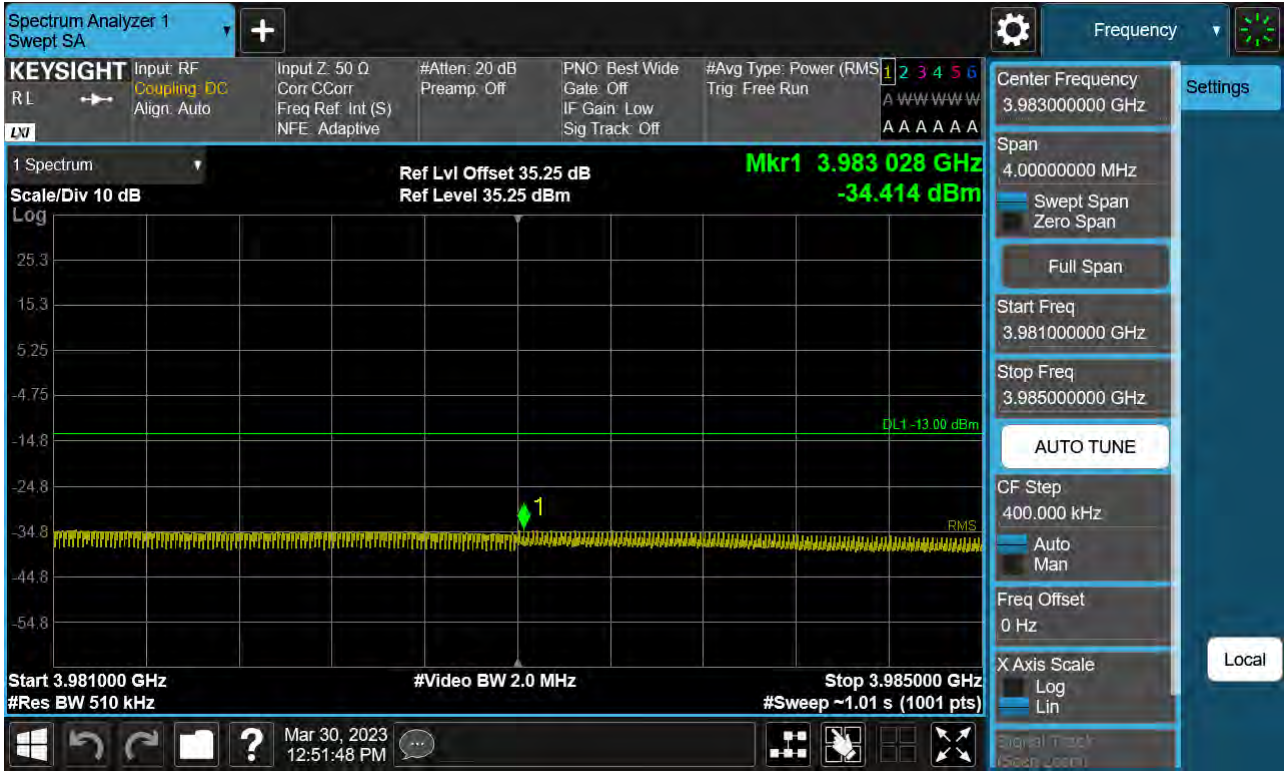 Spectrum Analyzer 1
Swept SA
+
Frequency
KEYSIGHT
R L
LXI
Input: RF
Coupling: DC
Align: Auto
Input Z: 50 Ω
Corr CCorr
Freq Ref: Int (S)
NFE: Adaptive
#Atten: 20 dB
Preamp: Off
PNO: Best Wide
Gate: Off
IF Gain: Low
Sig Track: Off
#Avg Type: Power (RMS
Trig: Free Run
1 2 3 4 5 6
A W W W W W
A A A A A A
1 Spectrum
Scale/Div 10 dB
Log
Ref Lvl Offset 35.25 dB
Ref Level 35.25 dBm
Mkr1 3.983 028 GHz
-34.414 dBm
25.3
15.3
5.25
-4.75
DL1 -13.00 dBm
-14.8
-24.8
1
RMS
-34.8
-44.8
-54.8
Start 3.981000 GHz
#Video BW 2.0 MHz
Stop 3.985000 GHz
#Res BW 510 kHz
#Sweep ~1.01 s (1001 pts)
Center Frequency
3.983000000 GHz
Settings
Span
4.00000000 MHz
Swept Span
Zero Span
Full Span
Start Freq
3.981000000 GHz
Stop Freq
3.985000000 GHz
AUTO TUNE
CF Step
400.000 kHz
Auto
Man
Freq Offset
0 Hz
X Axis Scale
Log
Lin
Signal Track
(Span Zoom)
Local
?
Mar 30, 2023
12:51:48 PM